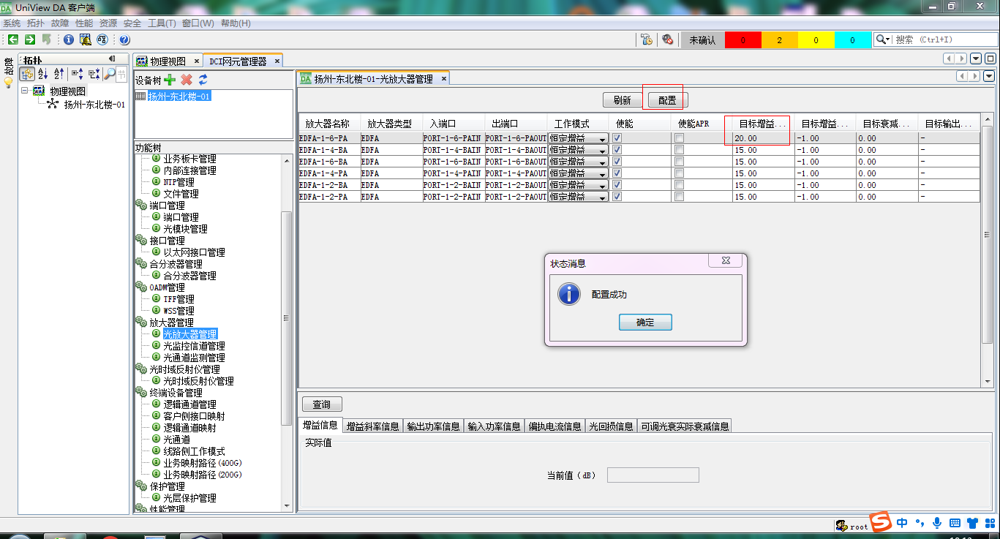 UniView DA 客户端
系统 拓扑 故障 性能 资源 安全 工具(T) 窗口(W) 帮助(H)
未确认 0 2 0 0 搜索 (Ctrl+I)
拓扑
物理视图
扬州-东北楼-01
物理视图 × DCI网元管理器 ×
设备树
扬州-东北楼-01
功能树
业务板卡管理
内部连接管理
NTP管理
文件管理
端口管理
端口管理
光模块管理
接口管理
以太网接口管理
合分波器管理
合分波器管理
OADM管理
TFF管理
WSS管理
放大器管理
光放大器管理
光监控信道管理
光通道监测管理
光时域反射仪管理
光时域反射仪管理
终端设备管理
逻辑通道管理
客户侧接口映射
逻辑通道映射
光通道
线路侧工作模式
业务映射路径(400G)
业务映射路径(200G)
保护管理
光层保护管理
性能管理
DA 扬州-东北楼-01-光放大器管理 ×
刷新 配置
放大器名称 放大器类型 入端口 出端口 工作模式 使能 使能APR 目标增益... 目标增益... 目标衰减... 目标输出...
EDFA-1-6-PA EDFA PORT-1-6-PAIN PORT-1-6-PAOUT 恒定增益 20.00 -1.00 0.00 -
EDFA-1-4-BA EDFA PORT-1-4-BAIN PORT-1-4-BAOUT 恒定增益 15.00 -1.00 0.00 -
EDFA-1-6-BA EDFA PORT-1-6-BAIN PORT-1-6-BAOUT 恒定增益 15.00 -1.00 0.00 -
EDFA-1-4-PA EDFA PORT-1-4-PAIN PORT-1-4-PAOUT 恒定增益 15.00 -1.00 0.00 -
EDFA-1-2-BA EDFA PORT-1-2-BAIN PORT-1-2-BAOUT 恒定增益 15.00 -1.00 0.00 -
EDFA-1-2-PA EDFA PORT-1-2-PAIN PORT-1-2-PAOUT 恒定增益 15.00 -1.00 0.00 -
状态消息
配置成功
确定
查询
增益信息 增益斜率信息 输出功率信息 输入功率信息 偏执电流信息 光回损信息 可调光衰实际衰减信息
实际值
当前值（dB）
root 中